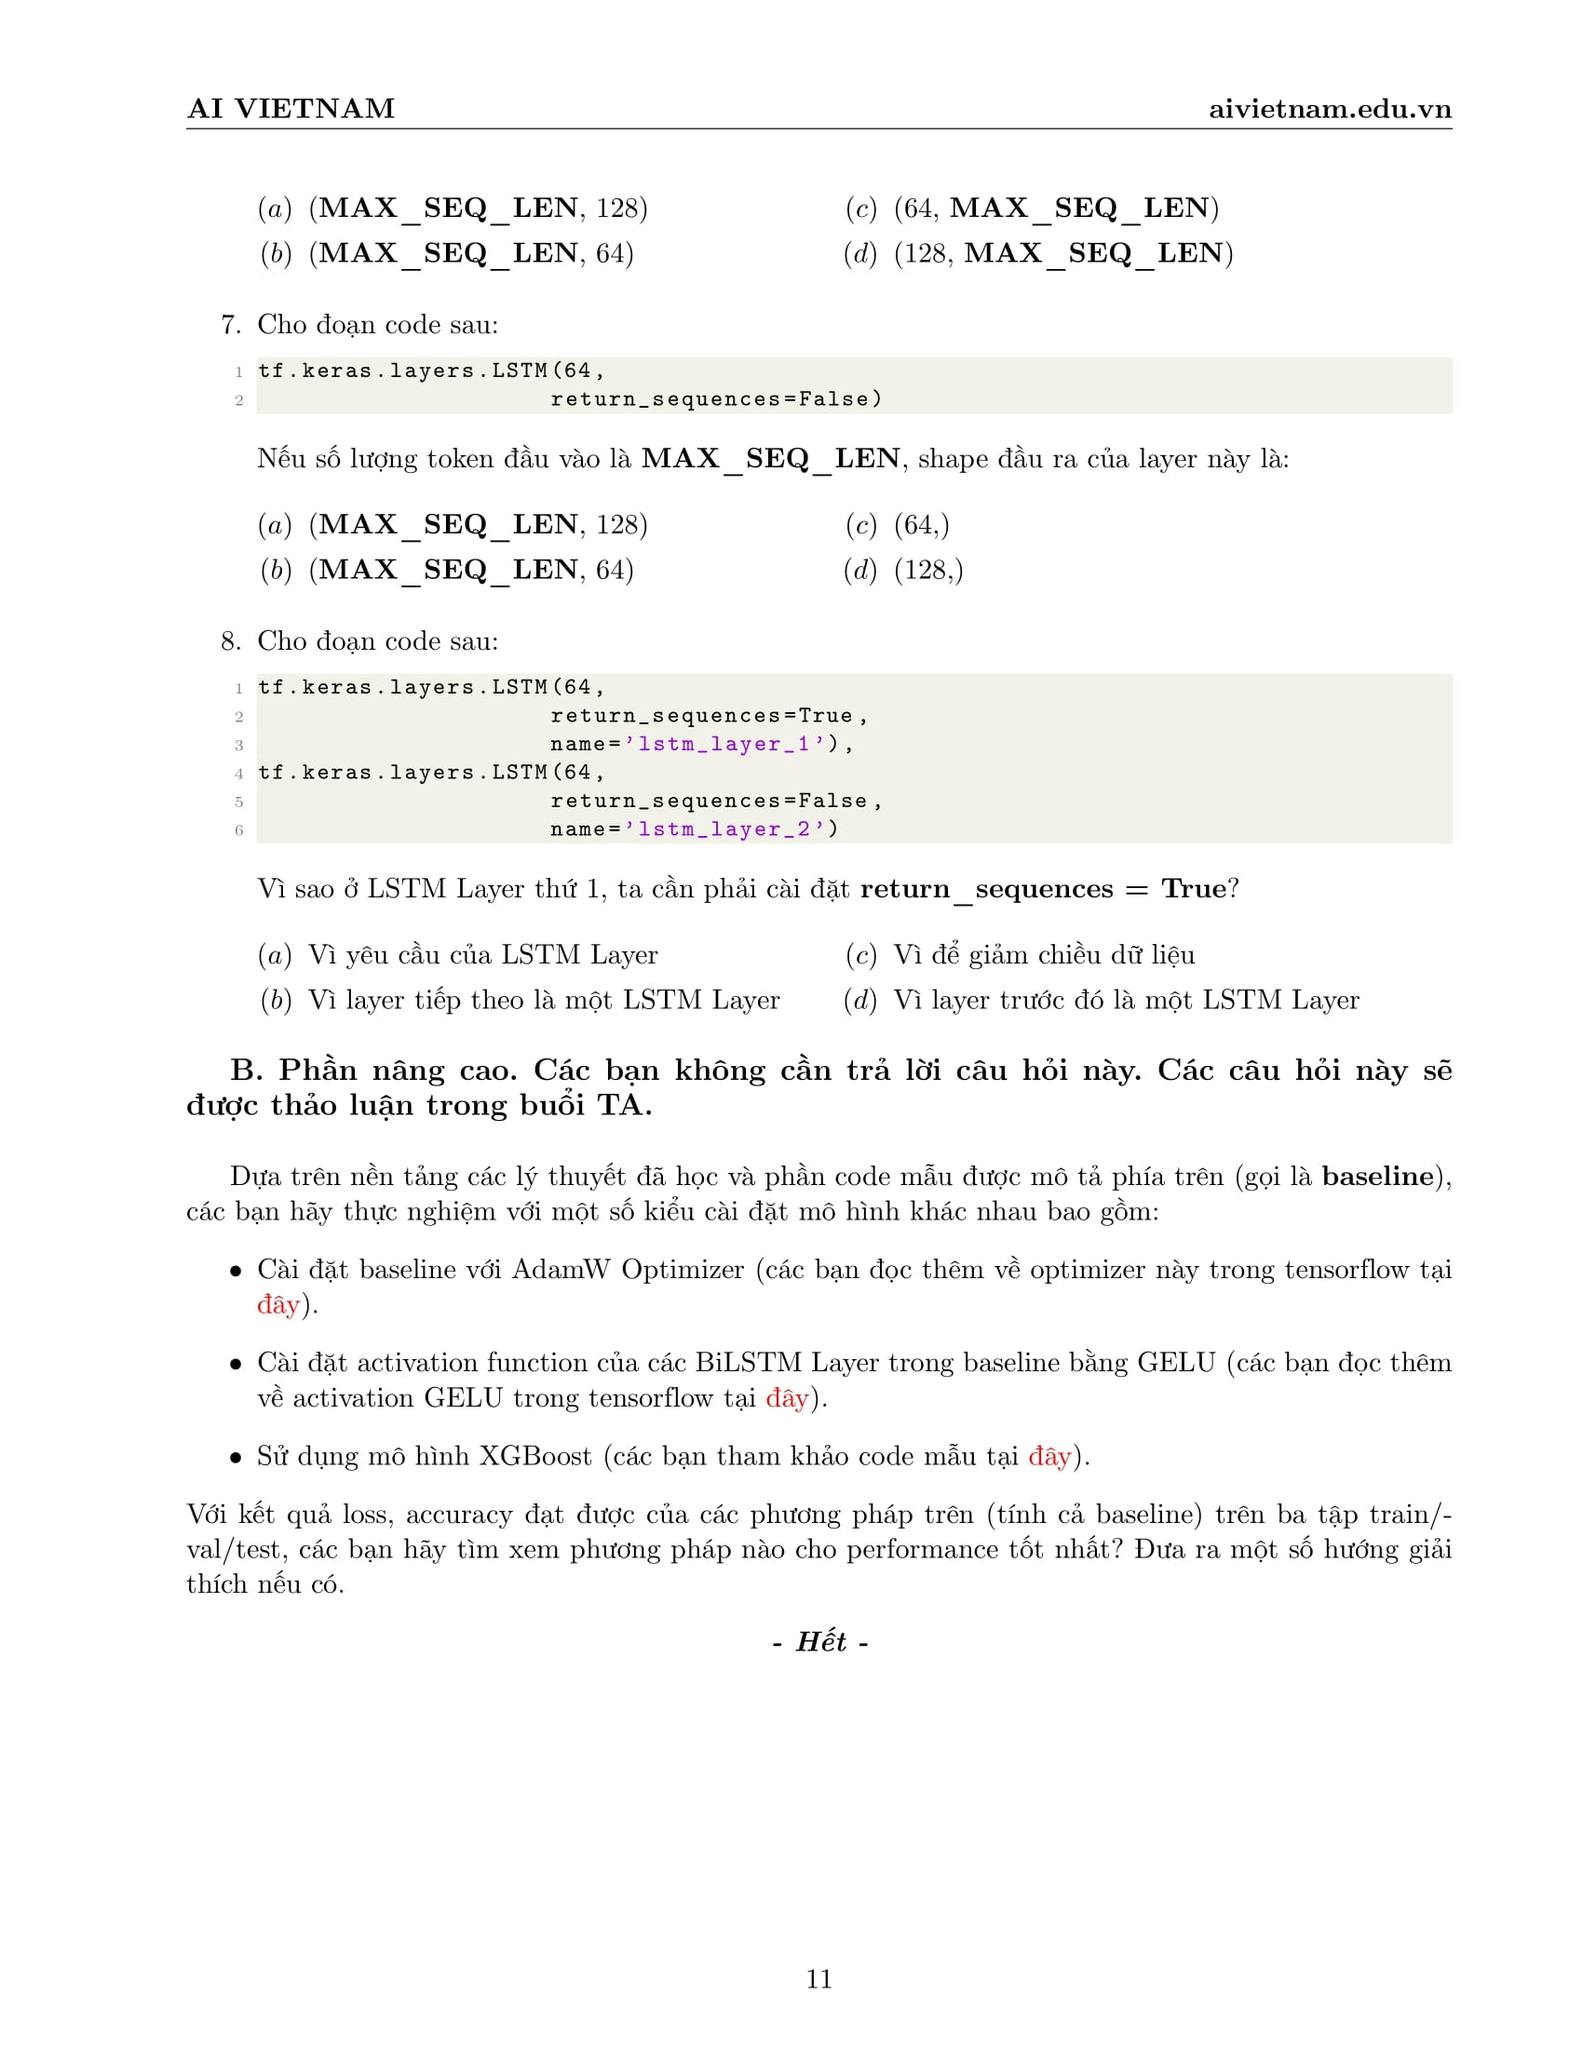 AI VIETNAM aivietnam.edu.vn
(a) (MAX_SEQ_LEN, 128) (c) (64, MAX_SEQ_LEN)
(b) (MAX_SEQ_LEN, 64) (d) (128, MAX_SEQ_LEN)
7. Cho đoạn code sau:
1 tf.keras.layers.LSTM(64,
2 return_sequences=False)
Nếu số lượng token đầu vào là MAX_SEQ_LEN, shape đầu ra của layer này là:
(a) (MAX_SEQ_LEN, 128) (c) (64,)
(b) (MAX_SEQ_LEN, 64) (d) (128,)
8. Cho đoạn code sau:
1 tf.keras.layers.LSTM(64,
2 return_sequences=True,
3 name='lstm_layer_1'),
4 tf.keras.layers.LSTM(64,
5 return_sequences=False,
6 name='lstm_layer_2')
Vì sao ở LSTM Layer thứ 1, ta cần phải cài đặt return_sequences = True?
(a) Vì yêu cầu của LSTM Layer (c) Vì để giảm chiều dữ liệu
(b) Vì layer tiếp theo là một LSTM Layer (d) Vì layer trước đó là một LSTM Layer
B. Phần nâng cao. Các bạn không cần trả lời câu hỏi này. Các câu hỏi này sẽ
được thảo luận trong buổi TA.
Dựa trên nền tảng các lý thuyết đã học và phần code mẫu được mô tả phía trên (gọi là baseline),
các bạn hãy thực nghiệm với một số kiểu cài đặt mô hình khác nhau bao gồm:
• Cài đặt baseline với AdamW Optimizer (các bạn đọc thêm về optimizer này trong tensorflow tại
đây).
• Cài đặt activation function của các BiLSTM Layer trong baseline bằng GELU (các bạn đọc thêm
về activation GELU trong tensorflow tại đây).
• Sử dụng mô hình XGBoost (các bạn tham khảo code mẫu tại đây).
Với kết quả loss, accuracy đạt được của các phương pháp trên (tính cả baseline) trên ba tập train/-
val/test, các bạn hãy tìm xem phương pháp nào cho performance tốt nhất? Đưa ra một số hướng giải
thích nếu có.
- Hết -
11